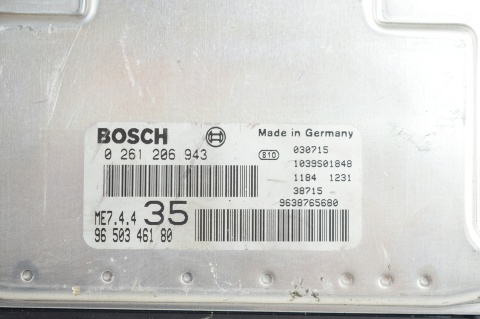 BOSCH
Made in Germany
0 261 206 943
810
030715
1039S01848
1184 1231
38715
9638765680
ME7.4.4 35
96 503 461 80